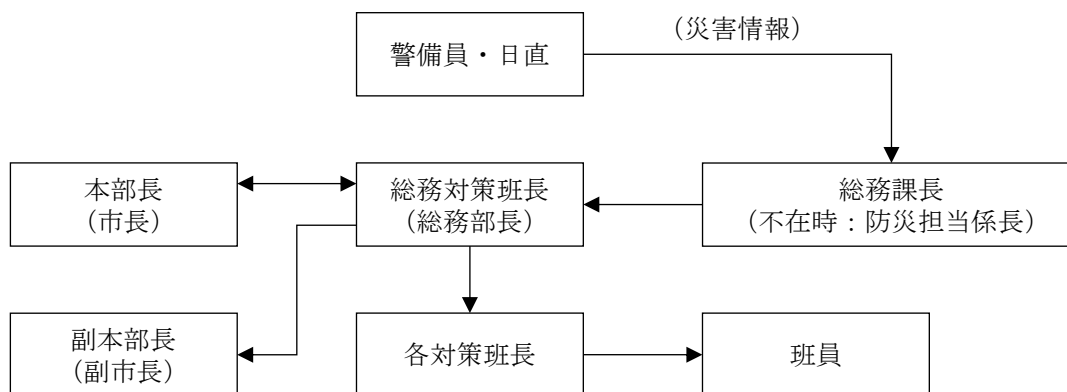 警備員・日直
（災害情報）
本部長
（市長）
総務対策班長
（総務部長）
総務課長
（不在時：防災担当係長）
副本部長
（副市長）
各対策班長
班員